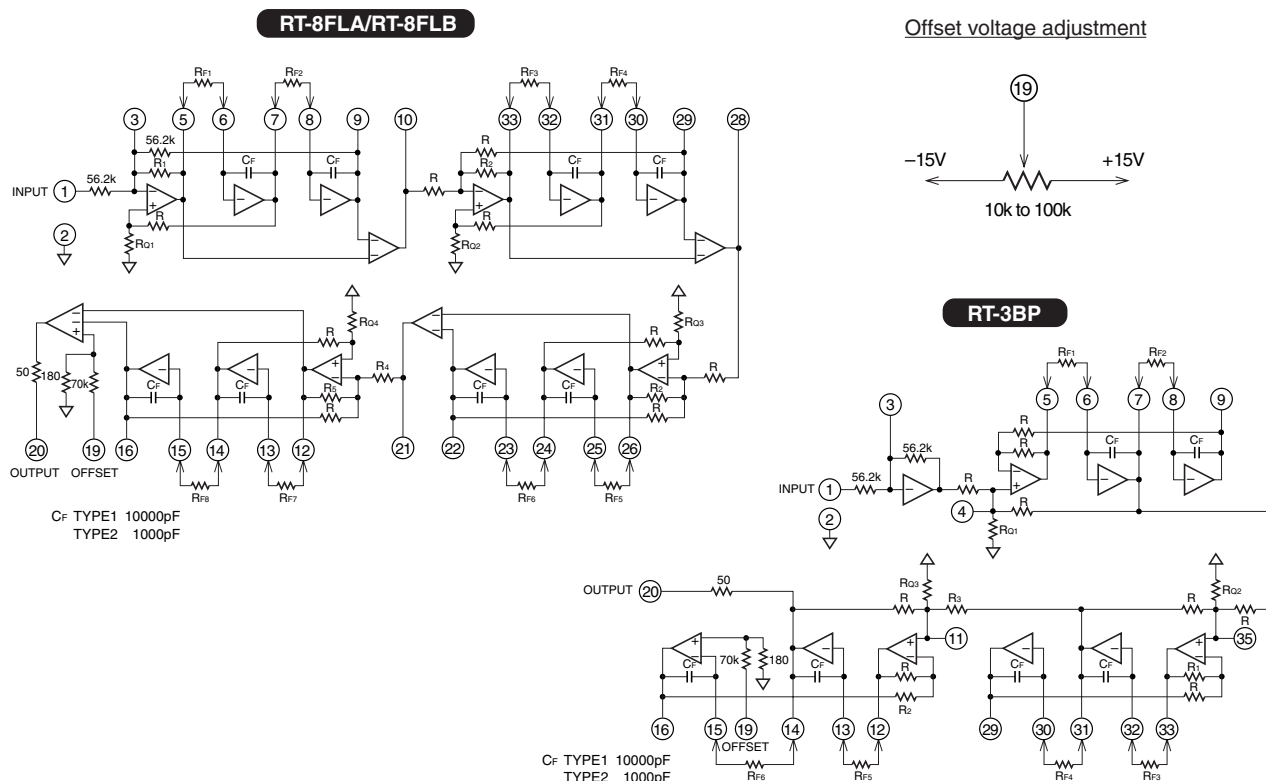 RT-8FLA/RT-8FLB
RF1 RF2 RF3 RF4
3 5 6 7 8 9 10 33 32 31 30 29 28
56.2k
R1 CF CF
R
R2 CF CF
INPUT 1 56.2k
R
R
R
2
RQ1
RQ2
RQ4
RQ3
R
R4
R
R
50 180 70k
CF CF R5
R
CF CF R2
R
20 19 16 15 14 13 12 21 22 23 24 25 26
OUTPUT OFFSET
RF8 RF7 RF6 RF5
CF TYPE1 10000pF
TYPE2 1000pF
Offset voltage adjustment
19
−15V +15V
10k to 100k
RT-3BP
RF1 RF2
3 5 6 7 8 9
R
R
CF CF
56.2k
INPUT 1 56.2k
R
4
R
2
RQ1
OUTPUT 20 50
RQ3
R R3
RQ2
R R
11 35
70k 180
CF CF R
R2
CF CF R1
R
16 15 19 14 13 12 29 30 31 32 33
OFFSET
RF6 RF5 RF4 RF3
CF TYPE1 10000pF
TYPE2 1000pF